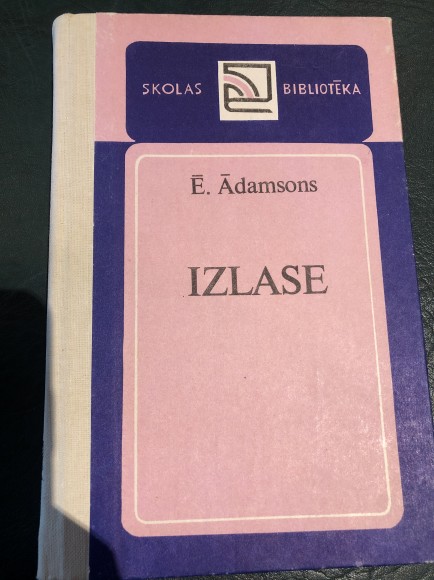 SKOLAS BIBLIOTĒKA
Ē. Ādamsons
IZLASE